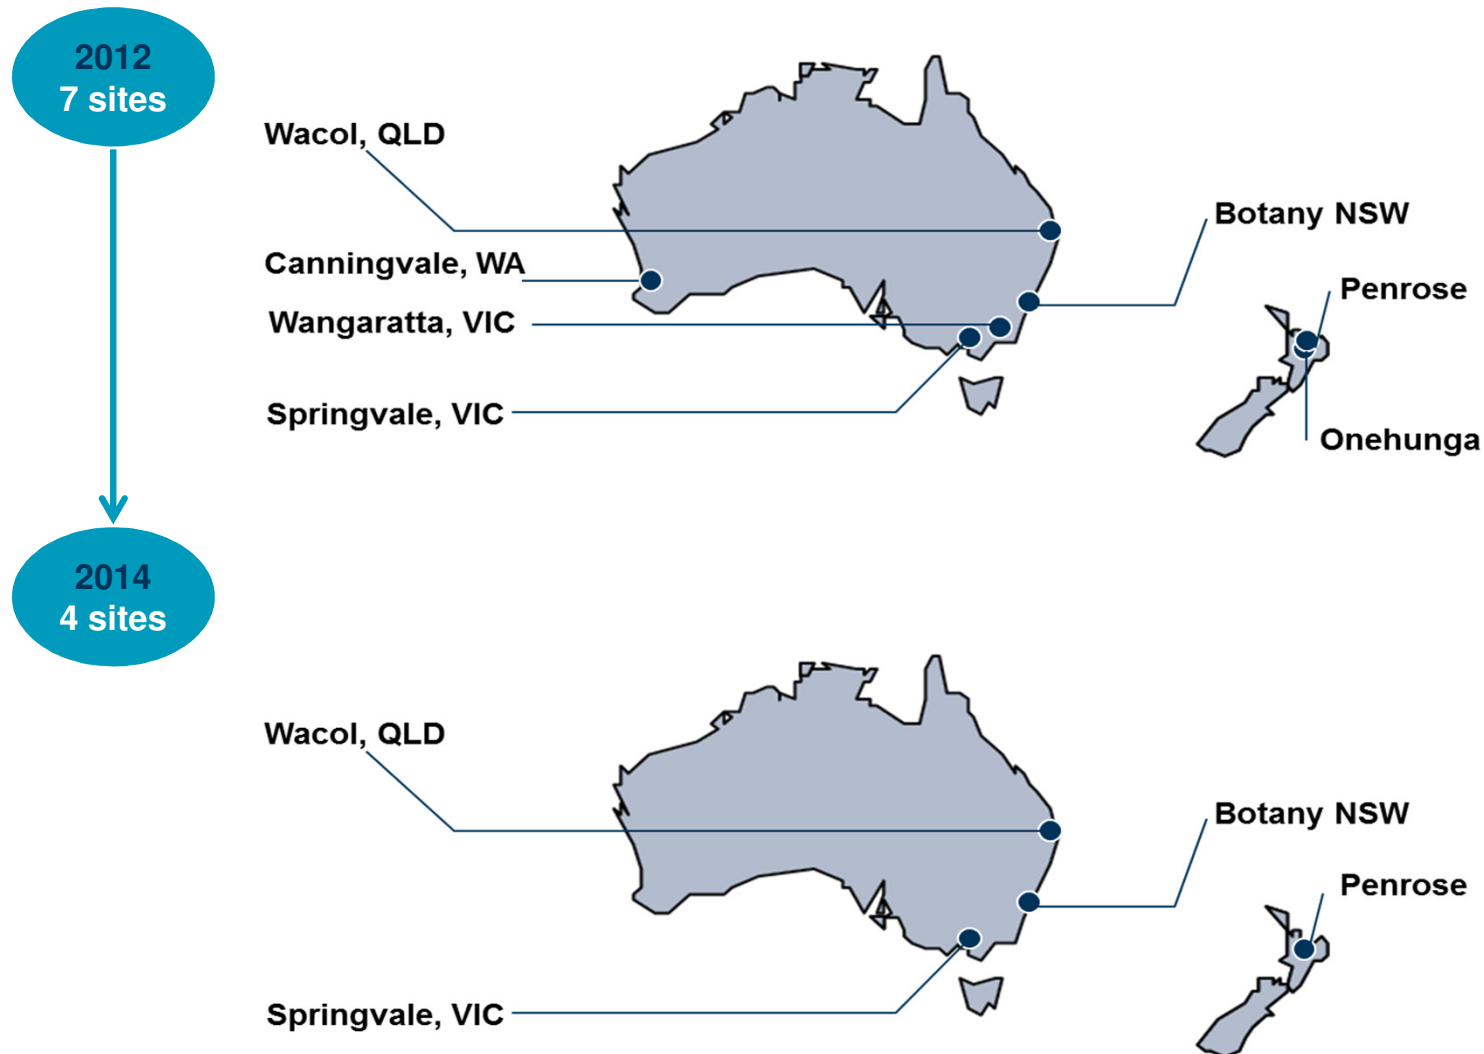 2012
7 sites
Wacol, QLD
Botany NSW
Canningvale, WA
Penrose
Wangaratta, VIC
Springvale, VIC
Onehunga
2014
4 sites
Wacol, QLD
Botany NSW
Penrose
Springvale, VIC